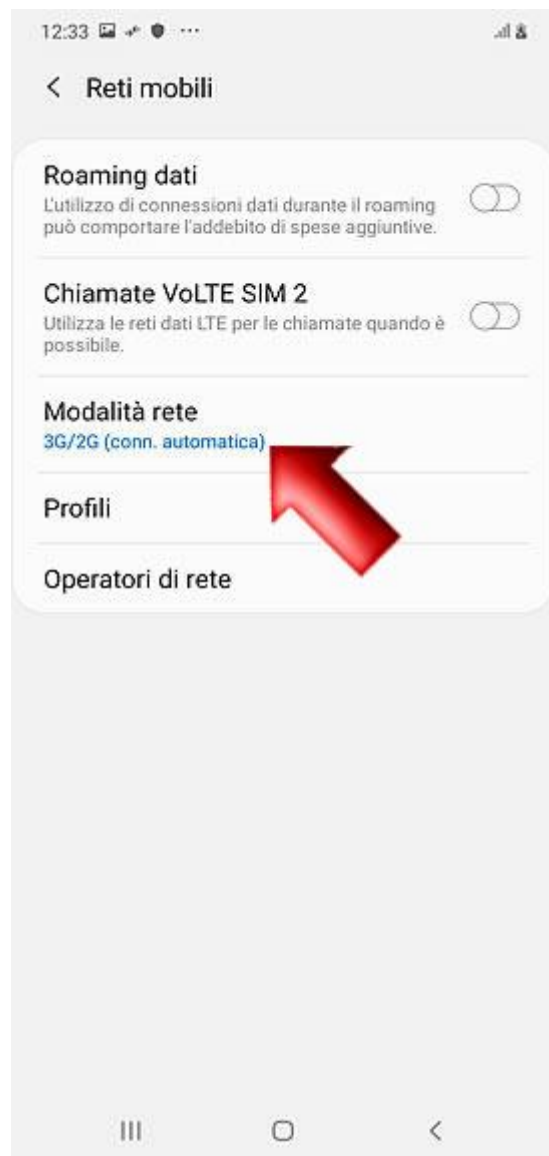 12:33
Reti mobili
Roaming dati
L'utilizzo di connessioni dati durante il roaming
può comportare l'addebito di spese aggiuntive.
Chiamate VoLTE SIM 2
Utilizza le reti dati LTE per le chiamate quando è
possibile.
Modalità rete
3G/2G (conn. automatica)
Profili
Operatori di rete